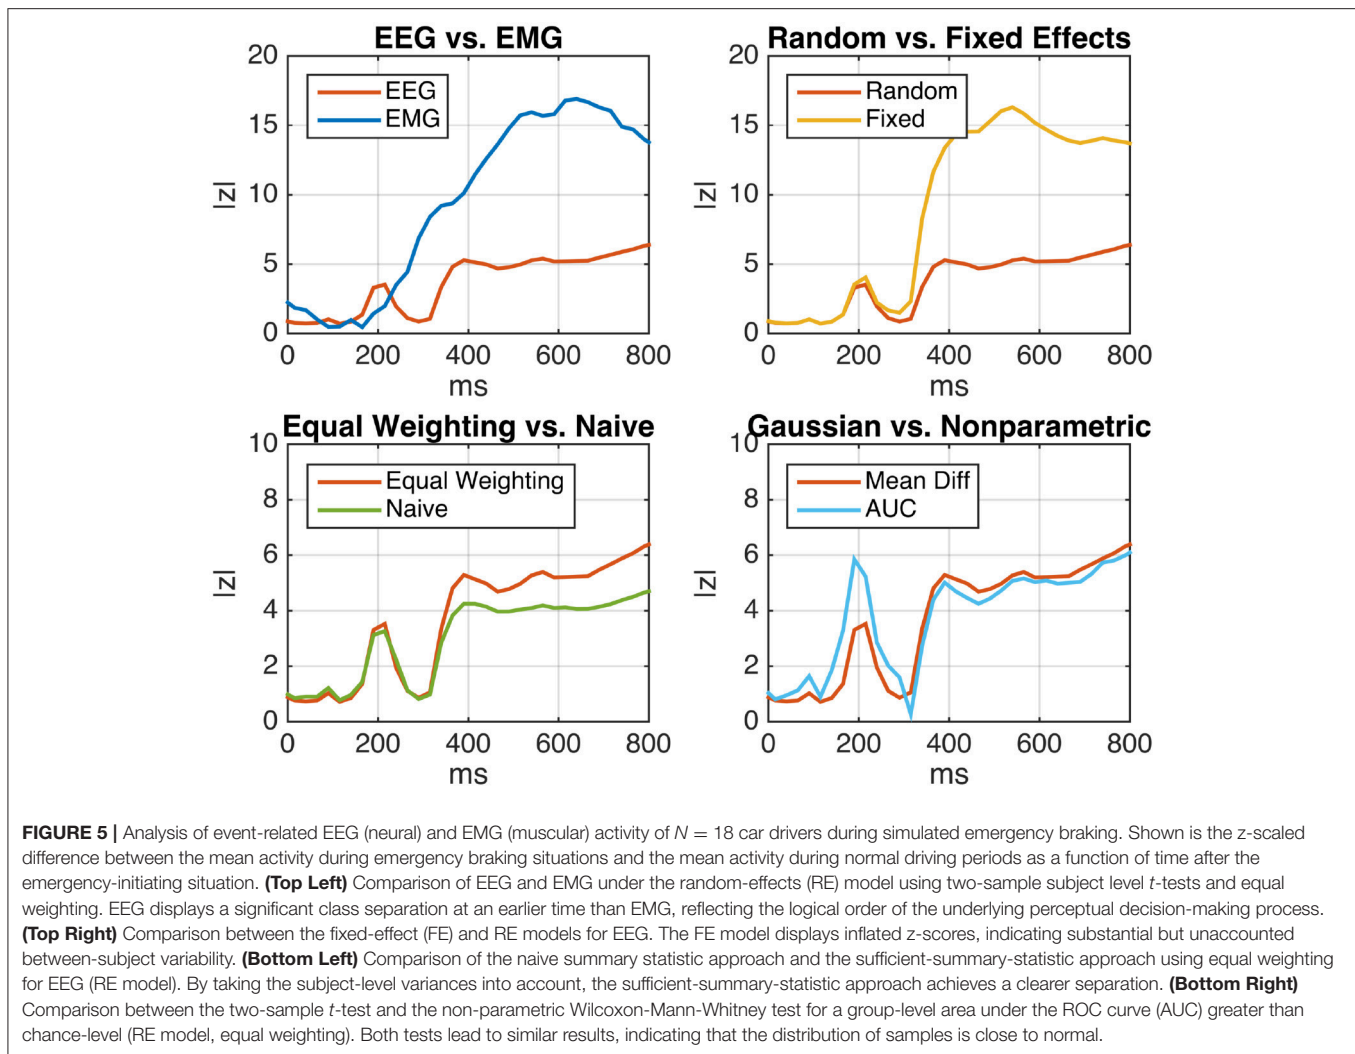 EEG vs. EMG
20
15
10
5
0
|z|
EEG
EMG
0 200 400 600 800
ms
Random vs. Fixed Effects
20
15
10
5
0
|z|
Random
Fixed
0 200 400 600 800
ms
Equal Weighting vs. Naive
10
8
6
4
2
0
|z|
Equal Weighting
Naive
0 200 400 600 800
ms
Gaussian vs. Nonparametric
10
8
6
4
2
0
|z|
Mean Diff
AUC
0 200 400 600 800
ms
FIGURE 5 | Analysis of event-related EEG (neural) and EMG (muscular) activity of N = 18 car drivers during simulated emergency braking. Shown is the z-scaled
difference between the mean activity during emergency braking situations and the mean activity during normal driving periods as a function of time after the
emergency-initiating situation. (Top Left) Comparison of EEG and EMG under the random-effects (RE) model using two-sample subject level t-tests and equal
weighting. EEG displays a significant class separation at an earlier time than EMG, reflecting the logical order of the underlying perceptual decision-making process.
(Top Right) Comparison between the fixed-effect (FE) and RE models for EEG. The FE model displays inflated z-scores, indicating substantial but unaccounted
between-subject variability. (Bottom Left) Comparison of the naive summary statistic approach and the sufficient-summary-statistic approach using equal weighting
for EEG (RE model). By taking the subject-level variances into account, the sufficient-summary-statistic approach achieves a clearer separation. (Bottom Right)
Comparison between the two-sample t-test and the non-parametric Wilcoxon-Mann-Whitney test for a group-level area under the ROC curve (AUC) greater than
chance-level (RE model, equal weighting). Both tests lead to similar results, indicating that the distribution of samples is close to normal.